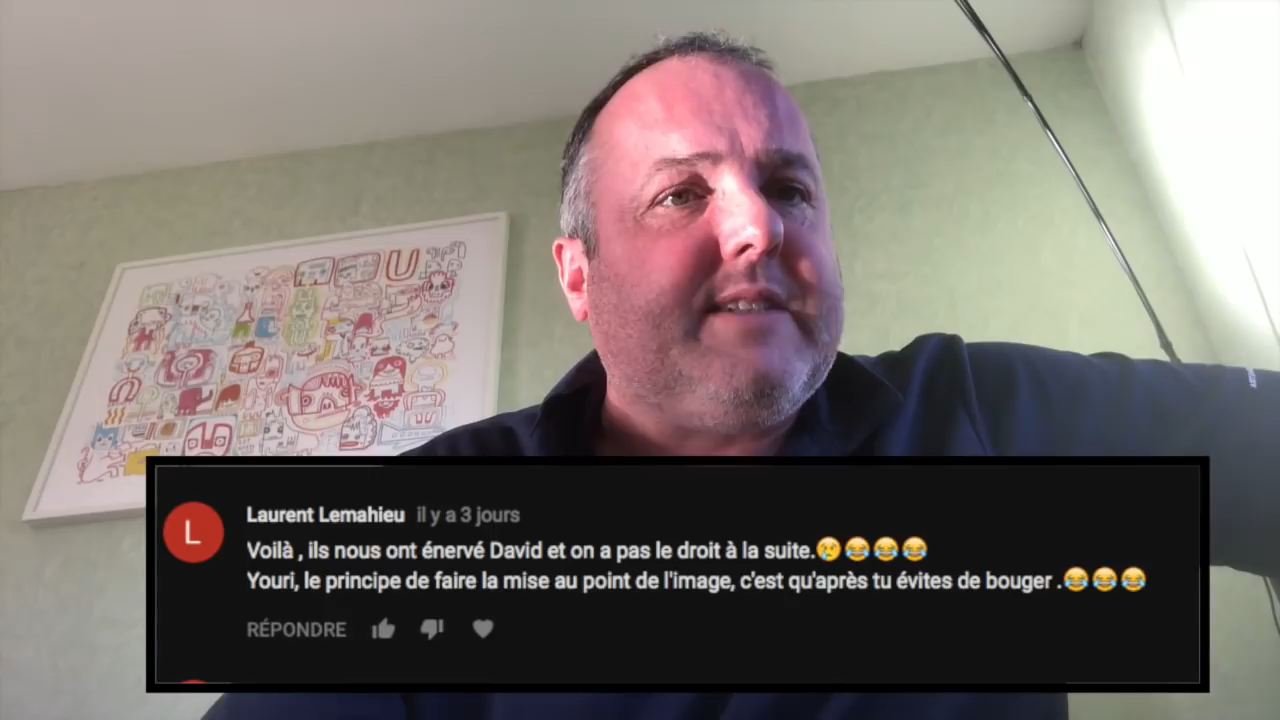 L
Laurent Lemahieu il y a 3 jours
Voilà , ils nous ont énervé David et on a pas le droit à la suite.😢😂😂😂
Youri, le principe de faire la mise au point de l'image, c'est qu'après tu évites de bouger .😂😂😂
RÉPONDRE